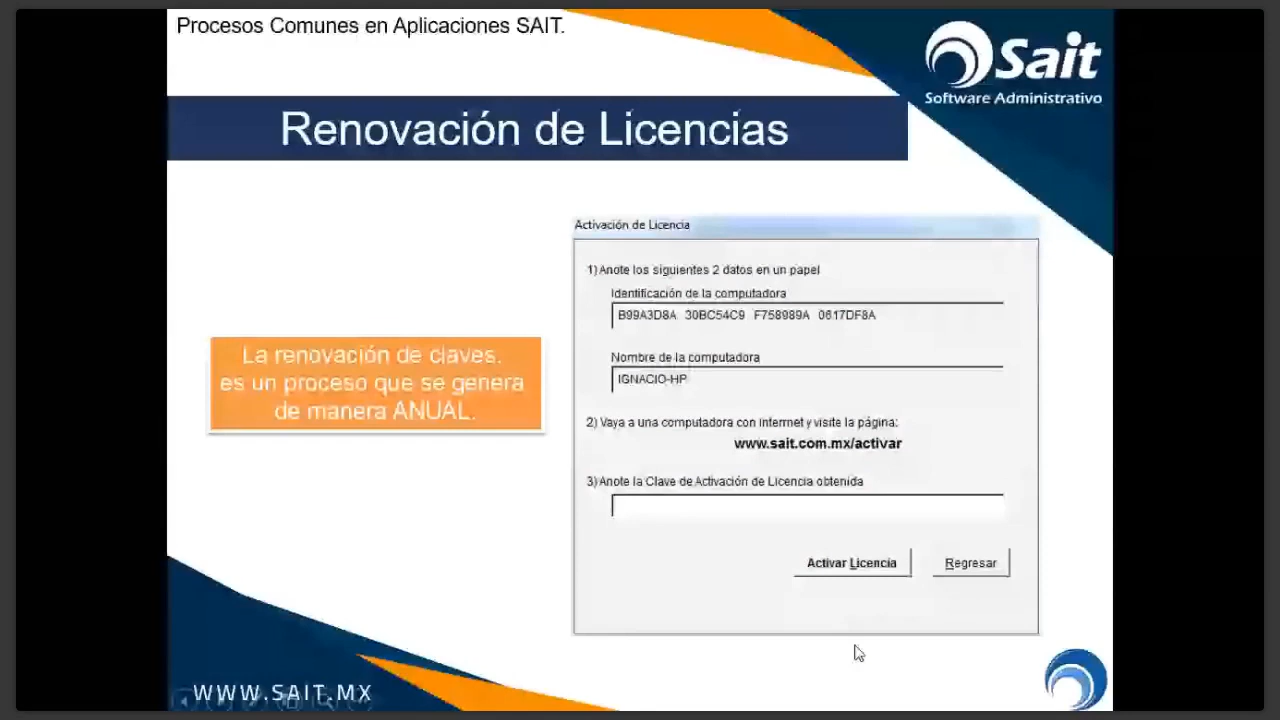 Procesos Comunes en Aplicaciones SAIT.
Sait
Software Administrativo
Renovación de Licencias
Activación de Licencia
1) Anote los siguientes 2 datos en un papel
Identificación de la computadora
B99A3D8A 30BC54C9 F758989A 0617DF8A
Nombre de la computadora
IGNACIO-HP
La renovación de claves.
es un proceso que se genera
de manera ANUAL.
2) Vaya a una computadora con internet y visite la página:
www.sait.com.mx/activar
3) Anote la Clave de Activación de Licencia obtenida
Activar Licencia
Regresar
WWW.SAIT.MX